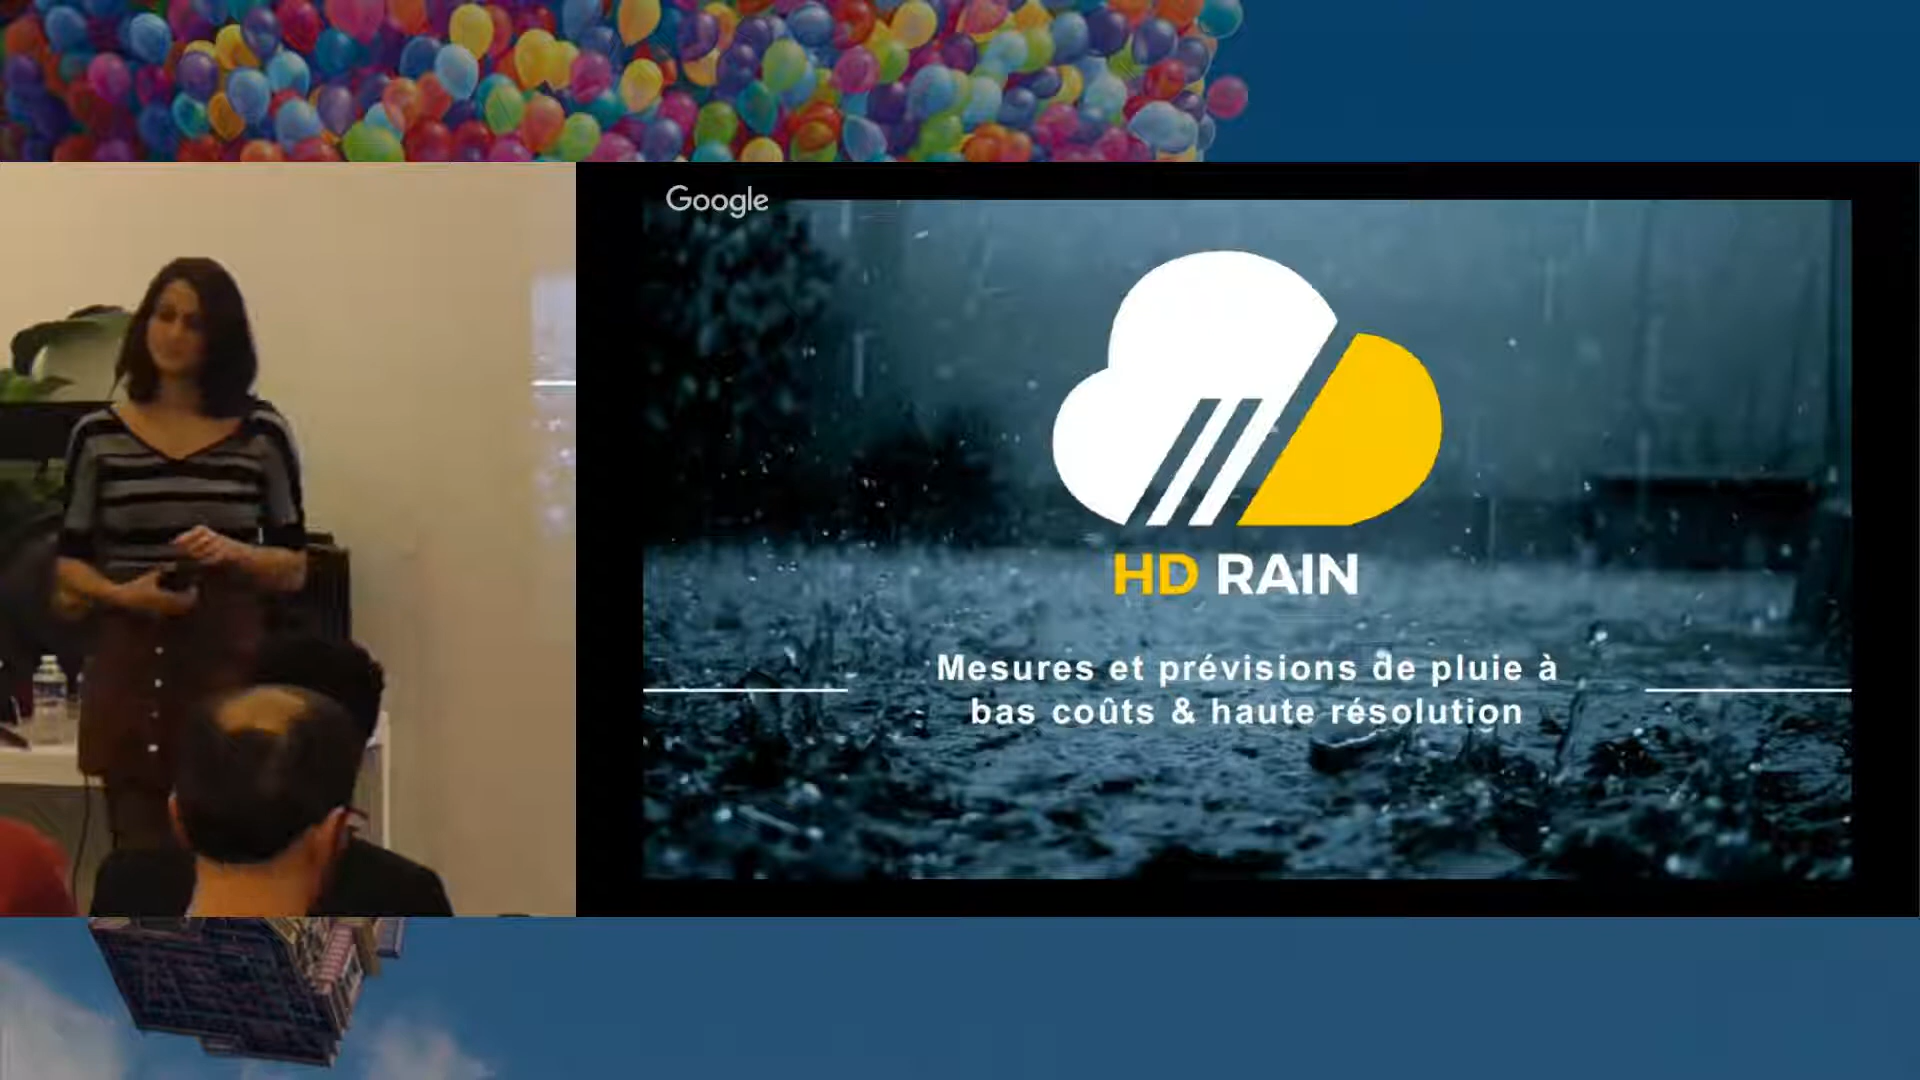 Google
HD RAIN
Mesures et prévisions de pluie à
bas coûts & haute résolution